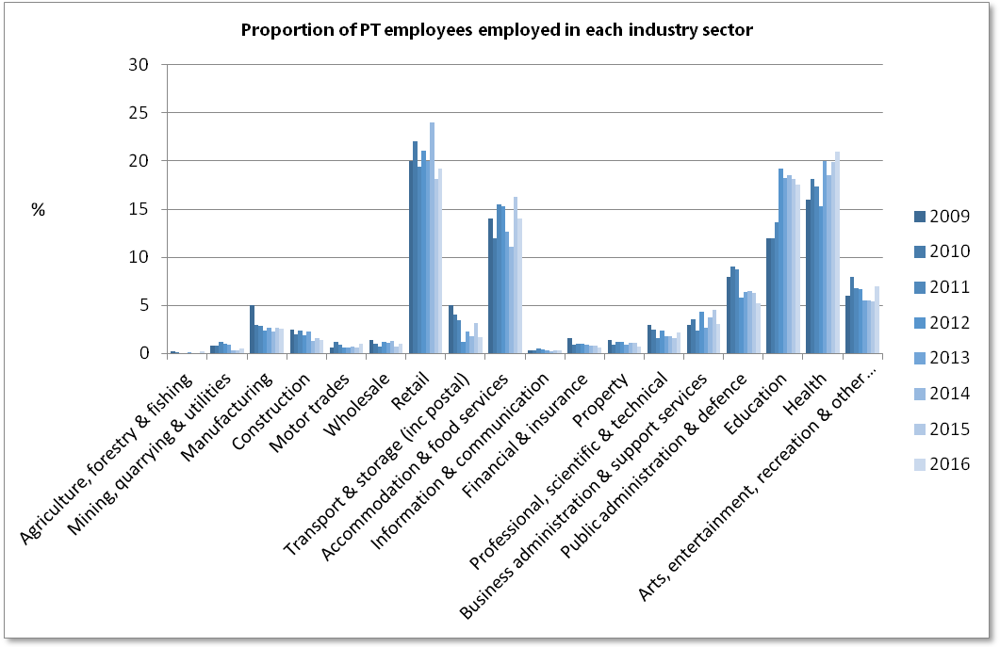 Proportion of PT employees employed in each industry sector
30
25
20
15
10
5
0
%
Agriculture, forestry & fishing
Mining, quarrying & utilities
Manufacturing
Construction
Motor trades
Wholesale
Retail
Transport & storage (inc postal)
Accommodation & food services
Information & communication
Financial & insurance
Property
Professional, scientific & technical
Business administration & support services
Public administration & defence
Education
Health
Arts, entertainment, recreation & other...
2009
2010
2011
2012
2013
2014
2015
2016